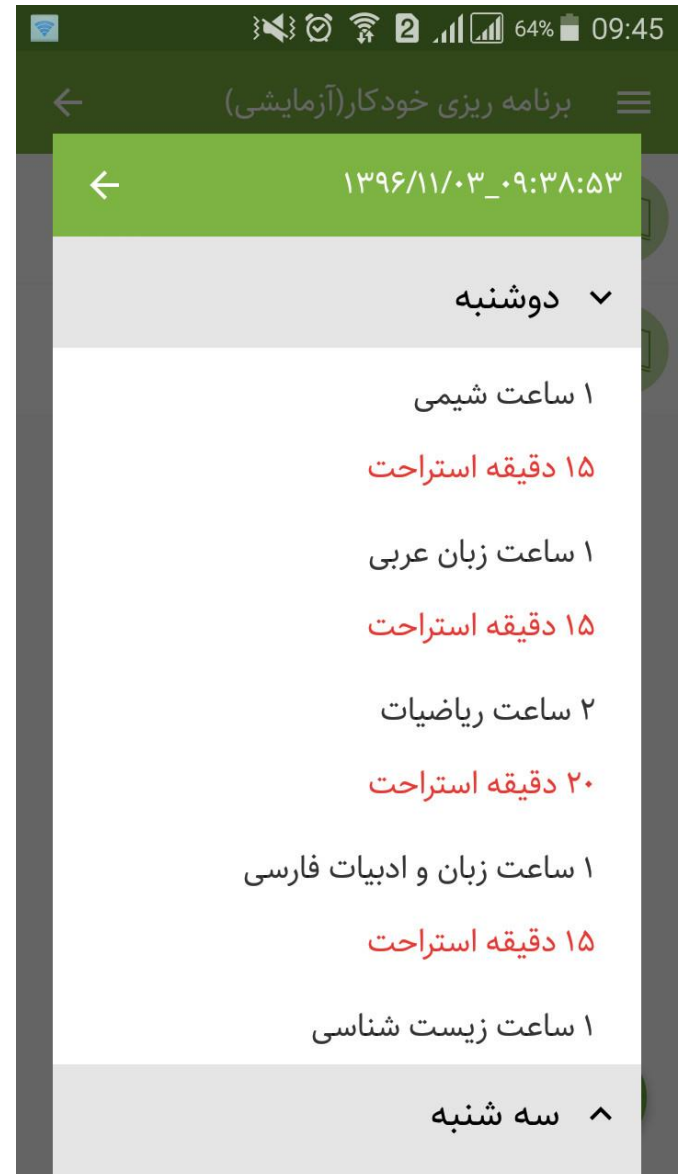 2 64% 09:45
برنامه ریزی خودکار(آزمایشی)
۱۳۹۶/۱۱/۰۳_۰۹:۳۸:۵۳
دوشنبه
۱ ساعت شیمی
۱۵ دقیقه استراحت
۱ ساعت زبان عربی
۱۵ دقیقه استراحت
۲ ساعت ریاضیات
۲۰ دقیقه استراحت
۱ ساعت زبان و ادبیات فارسی
۱۵ دقیقه استراحت
۱ ساعت زیست شناسی
سه شنبه